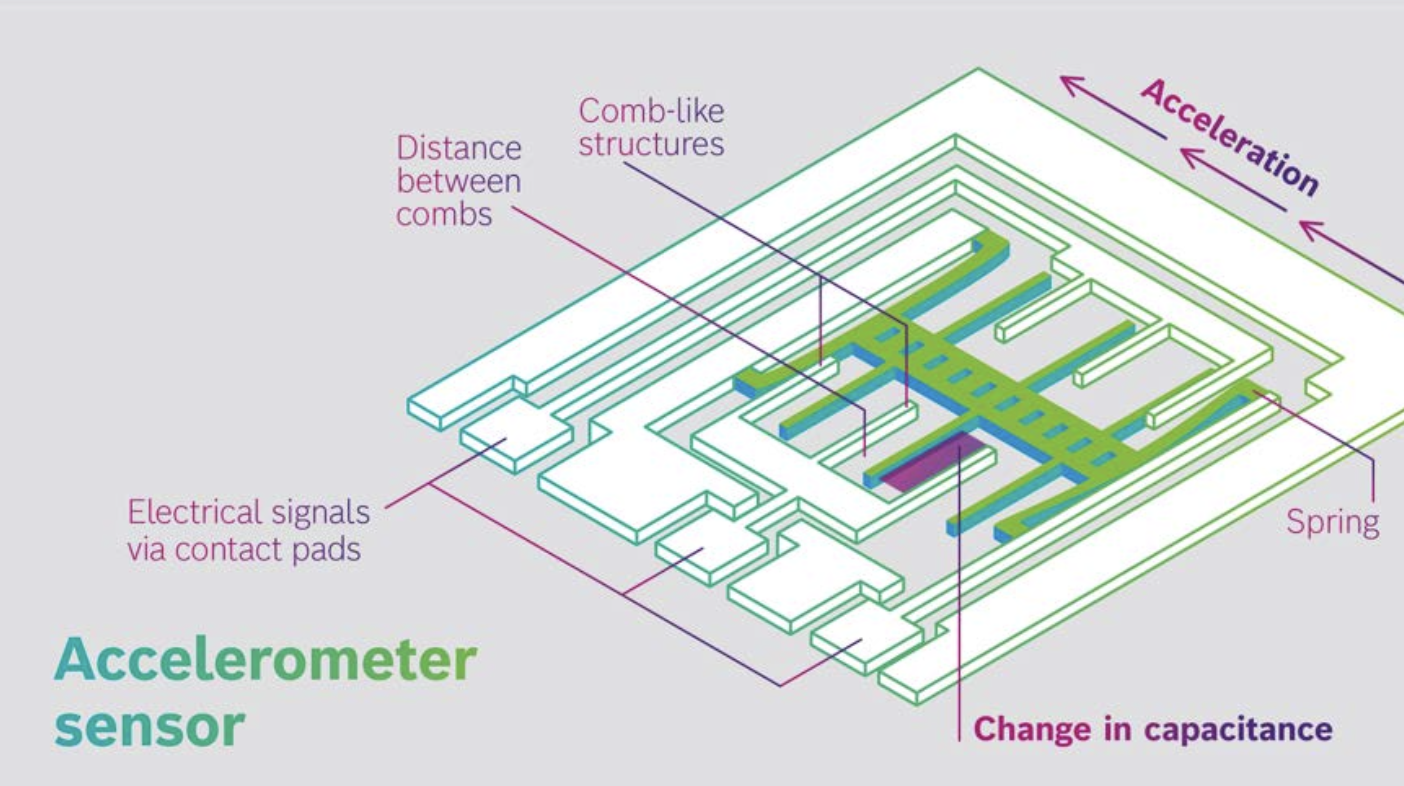 Acceleration
Comb-like
structures
Distance
between
combs
Spring
Electrical signals
via contact pads
Accelerometer
sensor
Change in capacitance